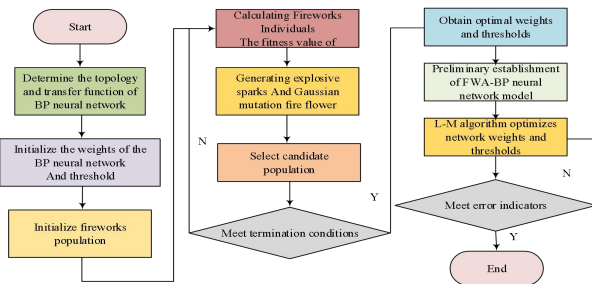 Start
Determine the topology
and transfer function of
BP neural network
Initialize the weights of the
BP neural network
And threshold
Initialize fireworks
population
Calculating Fireworks
Individuals
The fitness value of
Generating explosive
sparks And Gaussian
mutation fire flower
N
Select candidate
population
Y
Meet termination conditions
Obtain optimal weights
and thresholds
Preliminary establishment
of FWA-BP neural
network model
L-M algorithm optimizes
network weights and
thresholds
N
Meet error indicators
Y
End